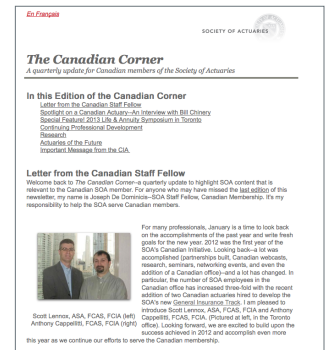 En Français
SOCIETY OF ACTUARIES
The Canadian Corner
A quarterly update for Canadian members of the Society of Actuaries
In this Edition of the Canadian Corner
Letter from the Canadian Staff Fellow
Spotlight on a Canadian Actuary--An Interview with Bill Chinery
Special Feature! 2013 Life & Annuity Symposium in Toronto
Continuing Professional Development
Research
Actuaries of the Future
Important Message from the CIA
Letter from the Canadian Staff Fellow
Welcome back to The Canadian Corner--a quarterly update to highlight SOA content that is
relevant to the Canadian SOA member. For anyone who may have missed the last edition of this
newsletter, my name is Joseph De Dominicis--SOA Staff Fellow, Canadian Membership. It's my
responsibility to help the SOA serve Canadian members.
For many professionals, January is a time to look back
on the accomplishments of the past year and write fresh
goals for the new year. 2012 was the first year of the
SOA's Canadian Initiative. Looking back--a lot was
accomplished (partnerships built, Canadian webcasts,
research, seminars, networking events, and even the
addition of a Canadian office)--and a lot has changed. In
particular, the number of SOA employees in the
Canadian office has increased three-fold with the recent
addition of two Canadian actuaries hired to develop the
SOA's new General Insurance Track. I am pleased to
introduce Scott Lennox, ASA, FCAS, FCIA and Anthony
Cappelletti, FCAS, FCIA. (Pictured at left, in the Toronto
office). Looking forward, we are excited to build upon the
success achieved in 2012 and accomplish even more
Scott Lennox, ASA, FCAS, FCIA (left)
Anthony Cappelletti, FCAS, FCIA (right)
this year as we continue our efforts to serve the Canadian membership.